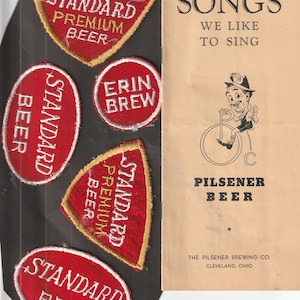 STANDARD
PREMIUM
BEER
ERIN
BREW
STANDARD
BEER
STANDARD
PREMIUM
BEER
STANDARD
SONGS
WE LIKE
TO SING
PILSENER
BEER
THE PILSENER BREWING CO.
CLEVELAND, OHIO